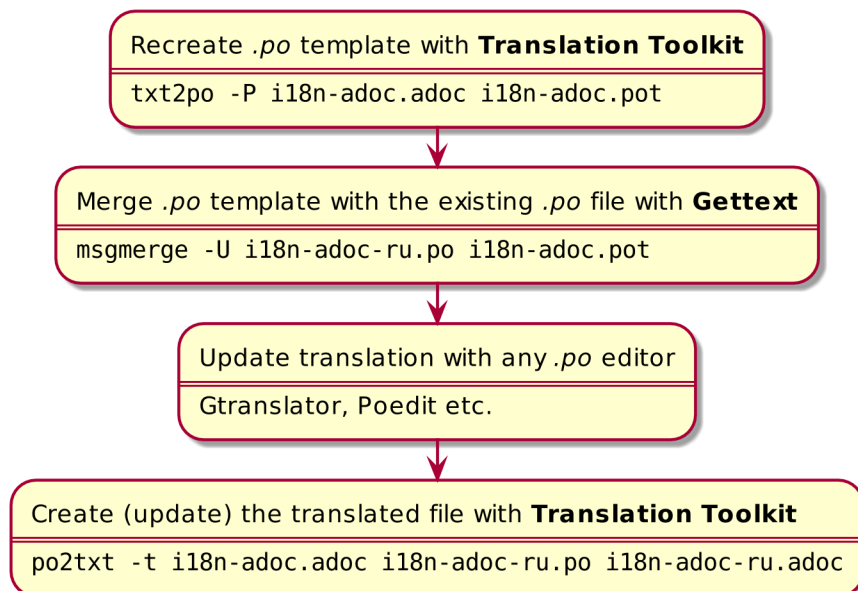 Recreate .po template with Translation Toolkit
txt2po -P i18n-adoc.adoc i18n-adoc.pot
Merge .po template with the existing .po file with Gettext
msgmerge -U i18n-adoc-ru.po i18n-adoc.pot
Update translation with any .po editor
Gtranslator, Poedit etc.
Create (update) the translated file with Translation Toolkit
po2txt -t i18n-adoc.adoc i18n-adoc-ru.po i18n-adoc-ru.adoc